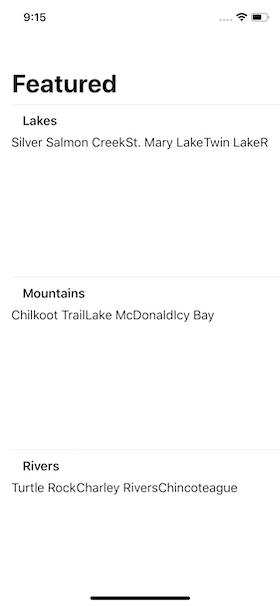 9:15
Featured
Lakes
Silver Salmon CreekSt. Mary LakeTwin LakeR
Mountains
Chilkoot TrailLake McDonaldIcy Bay
Rivers
Turtle RockCharley RiversChincoteague